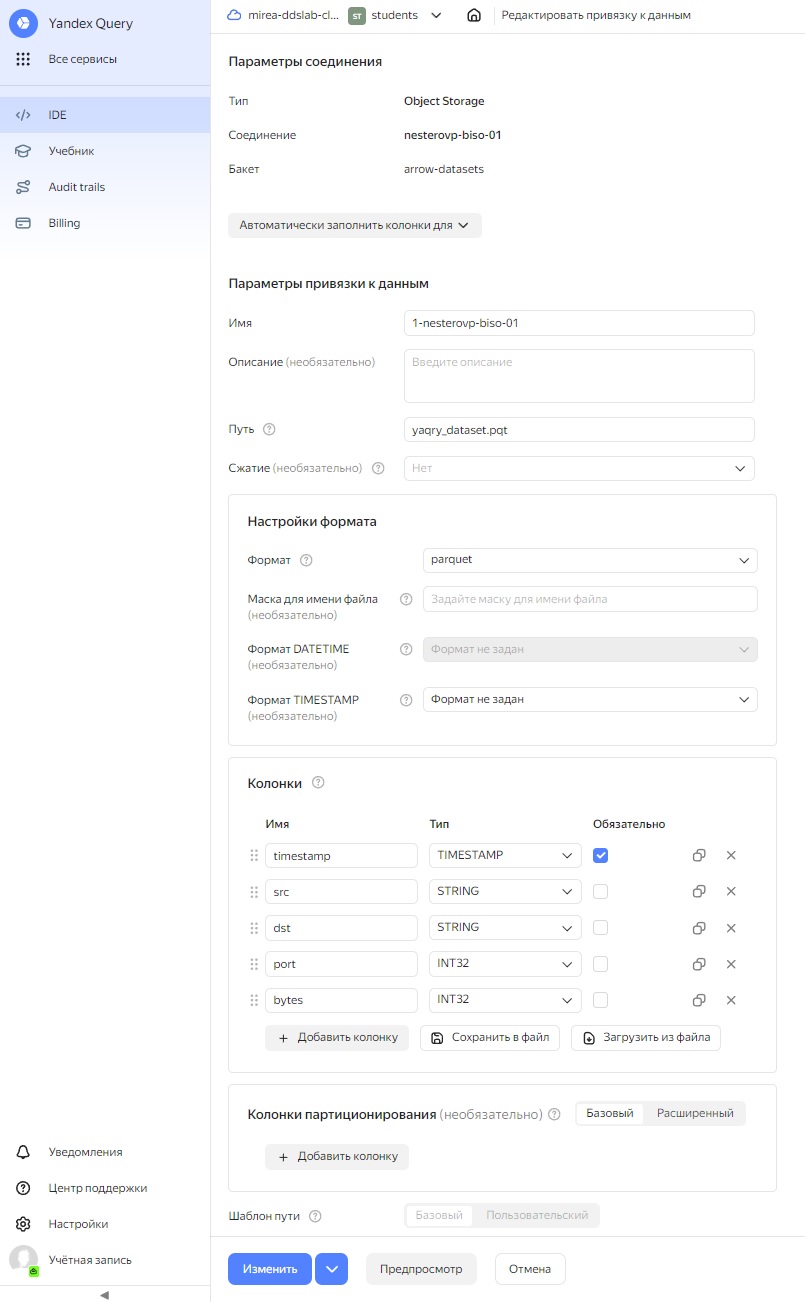 Yandex Query
Все сервисы
IDE
Учебник
Audit trails
Billing
Уведомления
Центр поддержки
Настройки
Учётная запись
mirea-ddslab-cl... ST students Редактировать привязку к данным
Параметры соединения
Тип Object Storage
Соединение nesterovp-biso-01
Бакет arrow-datasets
Автоматически заполнить колонки для
Параметры привязки к данным
Имя 1-nesterovp-biso-01
Описание (необязательно) Введите описание
Путь yaqry_dataset.pqt
Сжатие (необязательно) Нет
Настройки формата
Формат parquet
Маска для имени файла Задайте маску для имени файла
(необязательно)
Формат DATETIME Формат не задан
(необязательно)
Формат TIMESTAMP Формат не задан
(необязательно)
Колонки
Имя Тип Обязательно
timestamp TIMESTAMP
src STRING
dst STRING
port INT32
bytes INT32
+ Добавить колонку Сохранить в файл Загрузить из файла
Колонки партиционирования (необязательно) Базовый Расширенный
+ Добавить колонку
Шаблон пути Базовый Пользовательский
Изменить Предпросмотр Отмена